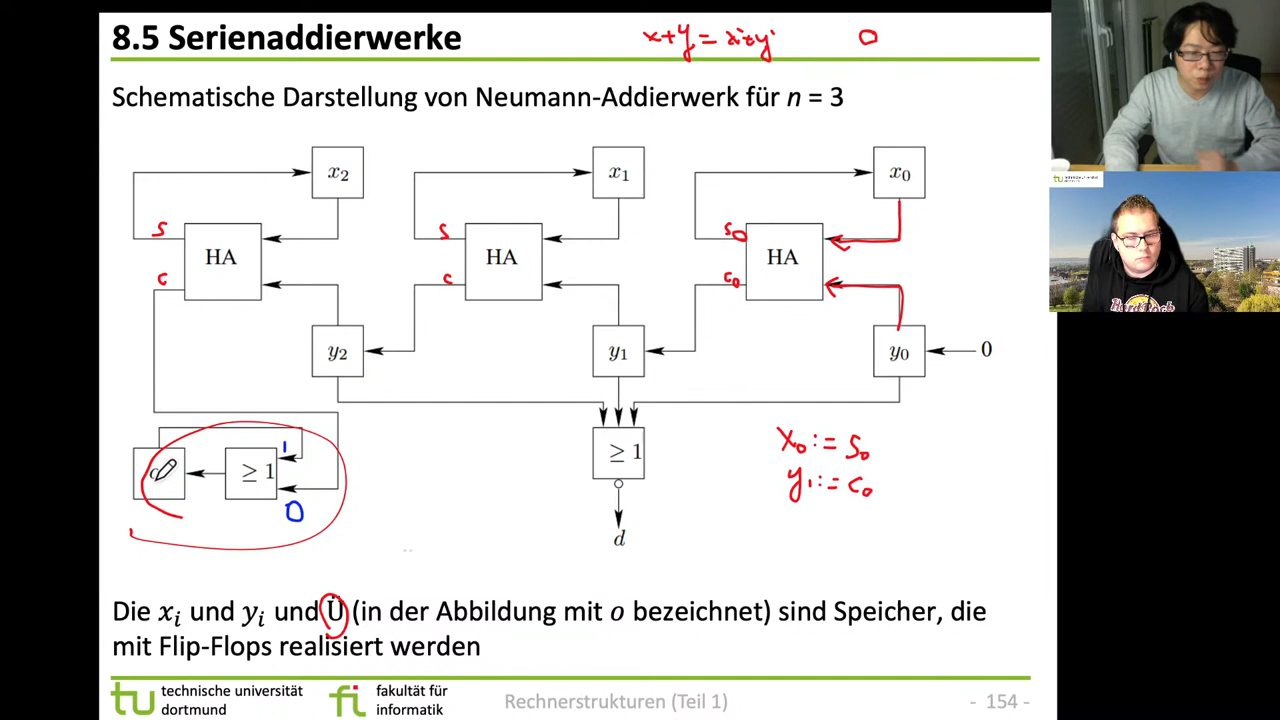 8.5 Serienaddierwerke
x+y = x'+y' 0
Schematische Darstellung von Neumann-Addierwerk für n = 3
x₂ x₁ x₀
S S S₀
HA HA HA
C C C₀
y₂ y₁ y₀ 0
≥ 1 ≥ 1
1
0
x₀ := S₀
y₁ := C₀
d
Die xᵢ und yᵢ und Ü (in der Abbildung mit o bezeichnet) sind Speicher, die
mit Flip-Flops realisiert werden
tu technische universität
dortmund
fi fakultät für
informatik
Rechnerstrukturen (Teil 1)
- 154 -